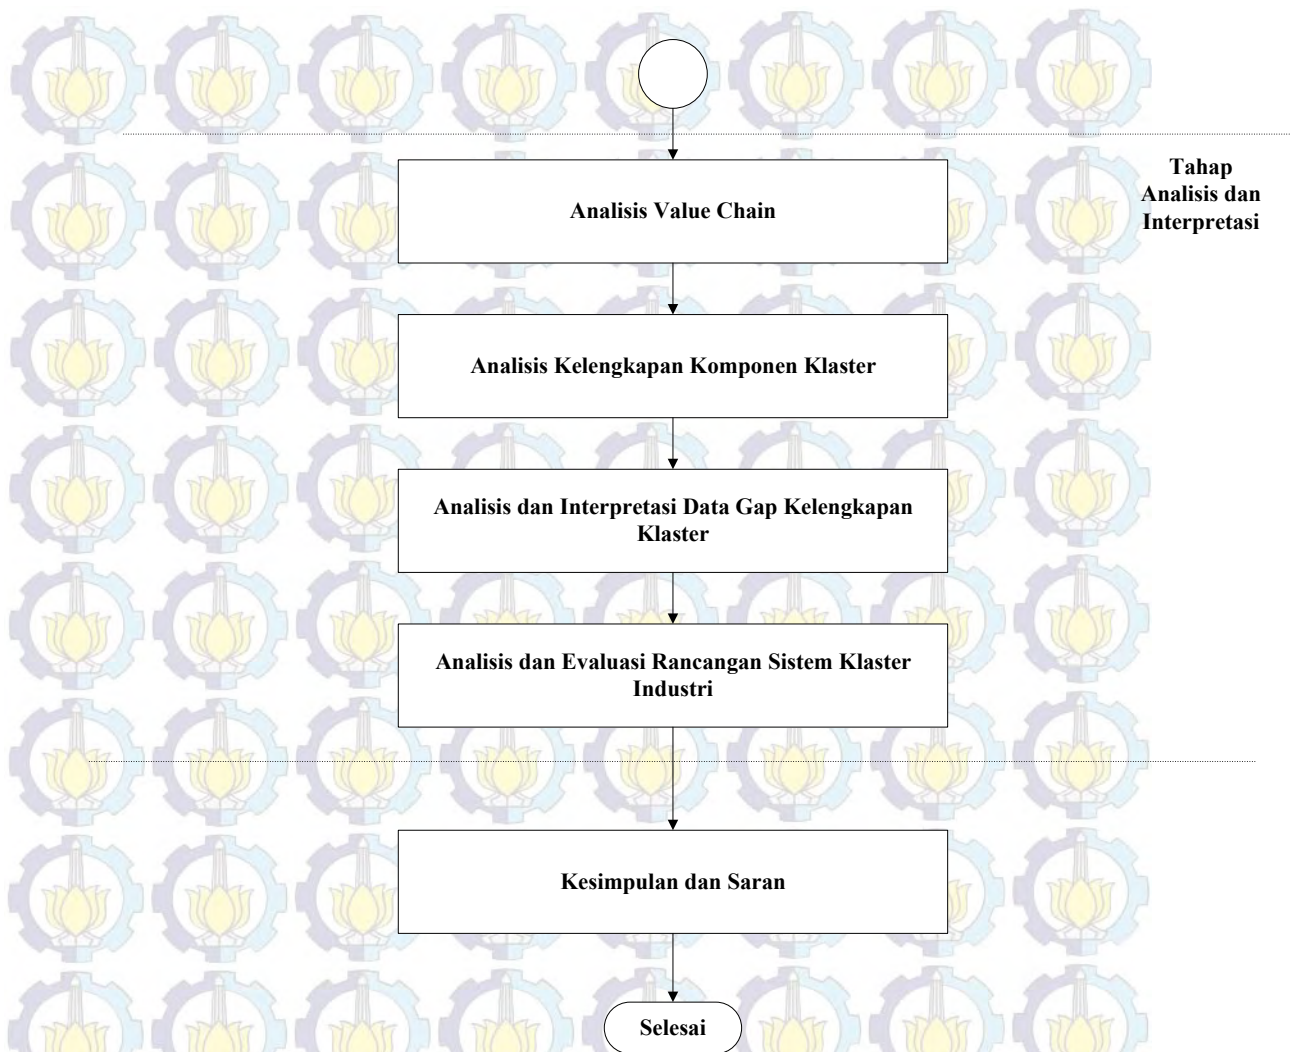 Tahap
Analisis dan
Interpretasi
Analisis Value Chain
Analisis Kelengkapan Komponen Klaster
Analisis dan Interpretasi Data Gap Kelengkapan
Klaster
Analisis dan Evaluasi Rancangan Sistem Klaster
Industri
Kesimpulan dan Saran
Selesai